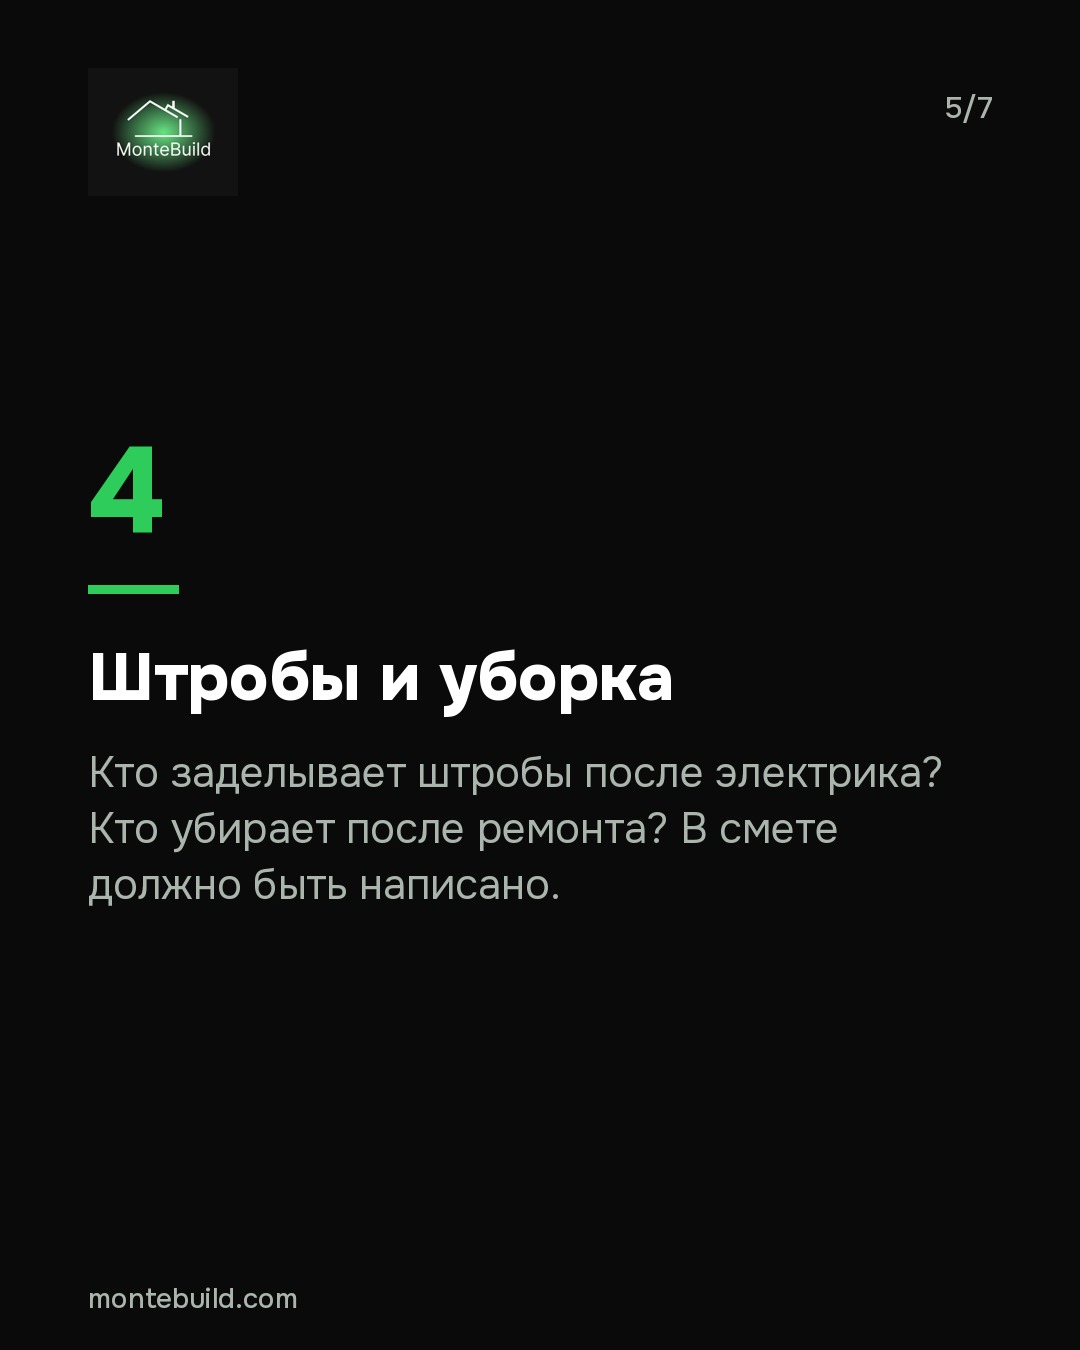 MonteBuild
5/7
4
Штробы и уборка
Кто заделывает штробы после электрика?
Кто убирает после ремонта? В смете
должно быть написано.
montebuild.com